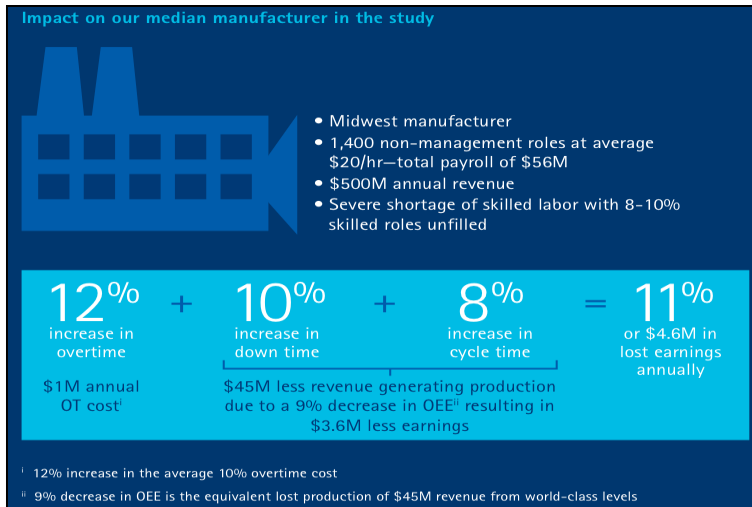 Impact on our median manufacturer in the study
• Midwest manufacturer
• 1,400 non-management roles at average
$20/hr—total payroll of $56M
• $500M annual revenue
• Severe shortage of skilled labor with 8-10%
skilled roles unfilled
12% + 10% + 8% = 11%
increase in overtime
increase in down time
increase in cycle time
or $4.6M in lost earnings annually
$1M annual
OT costⁱ
$45M less revenue generating production
due to a 9% decrease in OEEⁱⁱ resulting in
$3.6M less earnings
ⁱ 12% increase in the average 10% overtime cost
ⁱⁱ 9% decrease in OEE is the equivalent lost production of $45M revenue from world-class levels